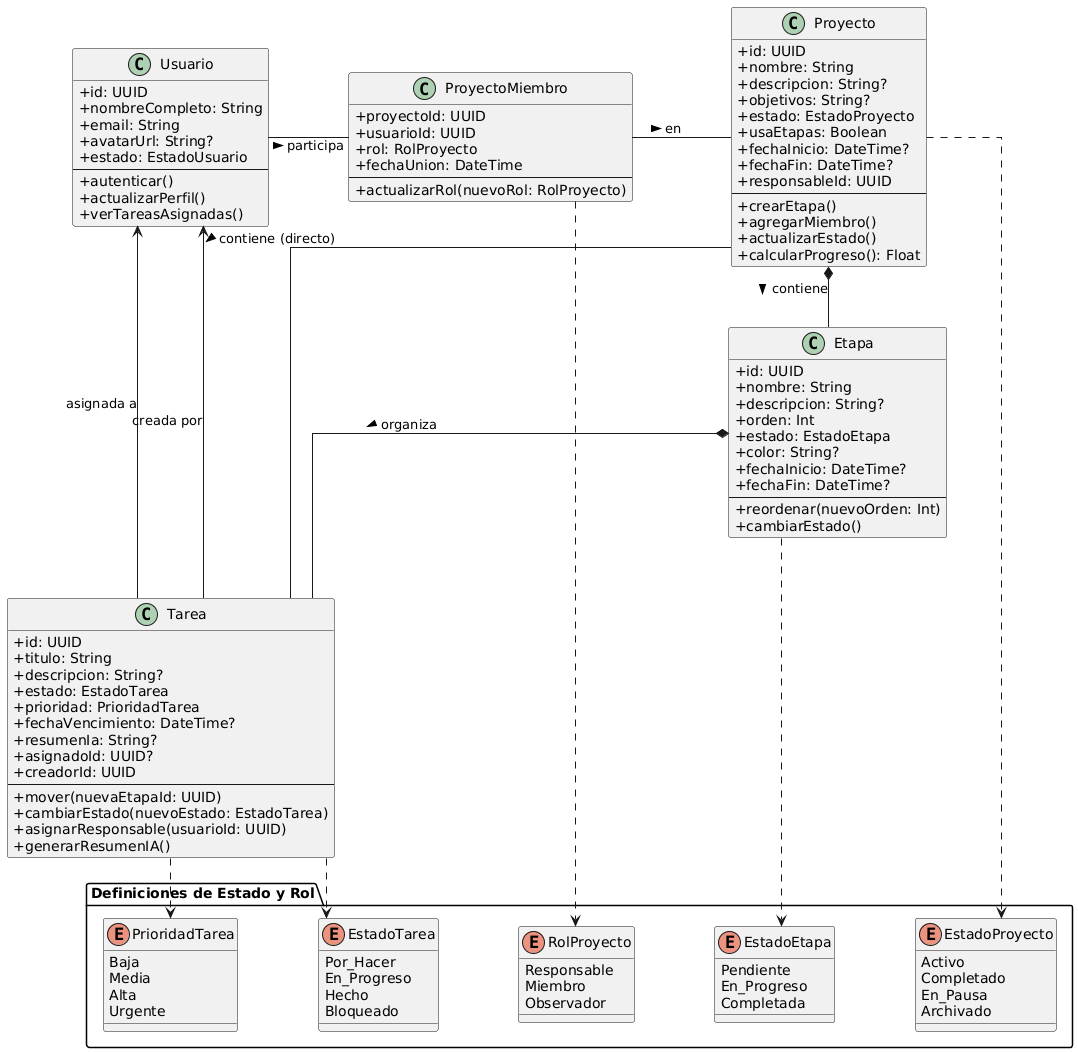 C Usuario
+id: UUID
+nombreCompleto: String
+email: String
+avatarUrl: String?
+estado: EstadoUsuario
+autenticar()
+actualizarPerfil()
+verTareasAsignadas()
participa
C ProyectoMiembro
+proyectoId: UUID
+usuarioId: UUID
+rol: RolProyecto
+fechaUnion: DateTime
+actualizarRol(nuevoRol: RolProyecto)
en
C Proyecto
+id: UUID
+nombre: String
+descripcion: String?
+objetivos: String?
+estado: EstadoProyecto
+usaEtapas: Boolean
+fechaInicio: DateTime?
+fechaFin: DateTime?
+responsableId: UUID
+crearEtapa()
+agregarMiembro()
+actualizarEstado()
+calcularProgreso(): Float
contiene (directo)
contiene
C Etapa
+id: UUID
+nombre: String
+descripcion: String?
+orden: Int
+estado: EstadoEtapa
+color: String?
+fechaInicio: DateTime?
+fechaFin: DateTime?
+reordenar(nuevoOrden: Int)
+cambiarEstado()
asignada a
creada por
organiza
C Tarea
+id: UUID
+titulo: String
+descripcion: String?
+estado: EstadoTarea
+prioridad: PrioridadTarea
+fechaVencimiento: DateTime?
+resumenIa: String?
+asignadoId: UUID?
+creadorId: UUID
+mover(nuevaEtapaId: UUID)
+cambiarEstado(nuevoEstado: EstadoTarea)
+asignarResponsable(usuarioId: UUID)
+generarResumenIA()
Definiciones de Estado y Rol
E PrioridadTarea
Baja
Media
Alta
Urgente
E EstadoTarea
Por_Hacer
En_Progreso
Hecho
Bloqueado
E RolProyecto
Responsable
Miembro
Observador
E EstadoEtapa
Pendiente
En_Progreso
Completada
E EstadoProyecto
Activo
Completado
En_Pausa
Archivado